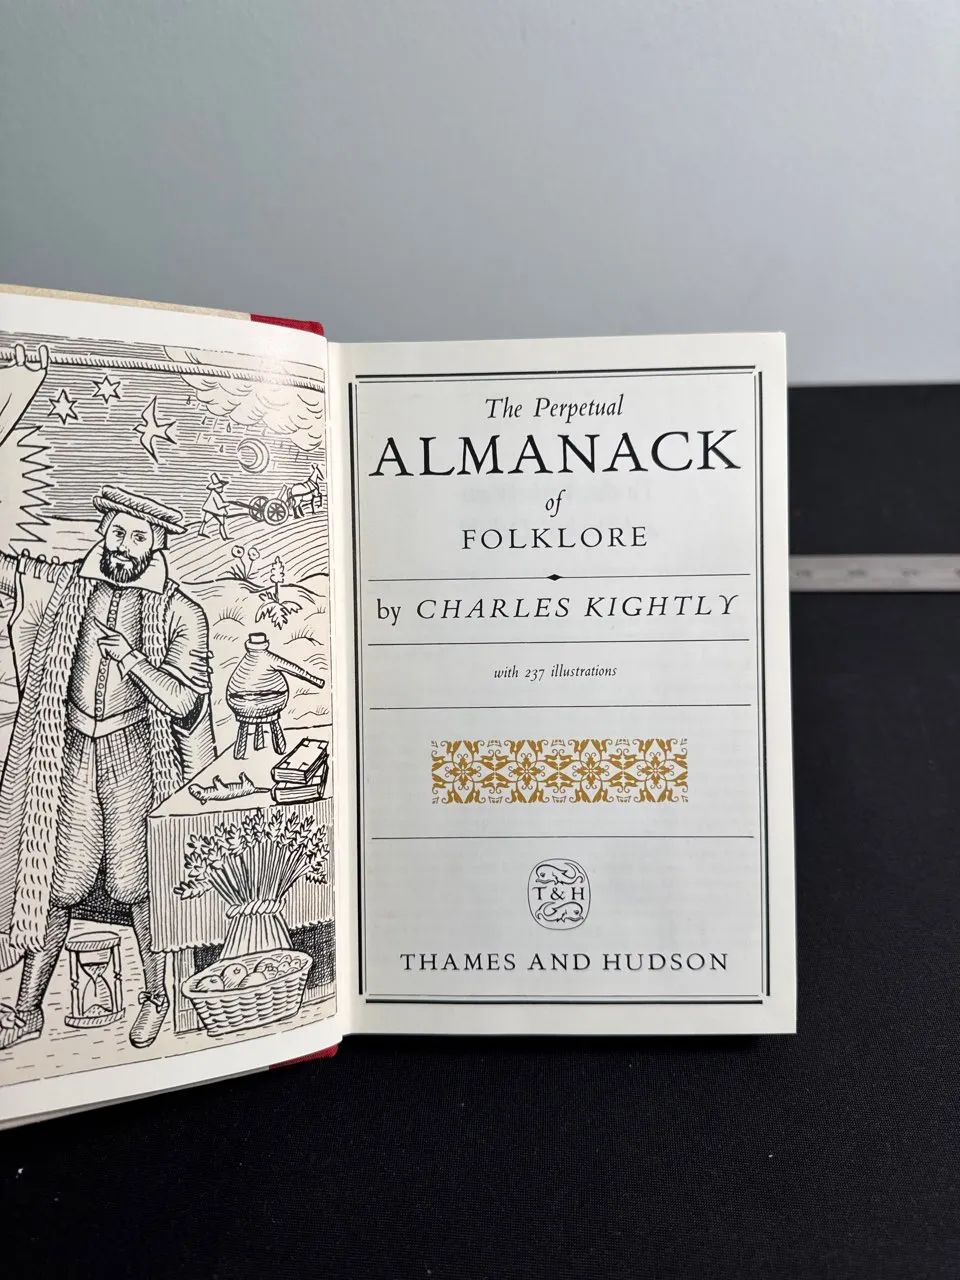 The Perpetual
ALMANACK
of
FOLKLORE
by CHARLES KIGHTLY
with 237 illustrations
T & H
THAMES AND HUDSON